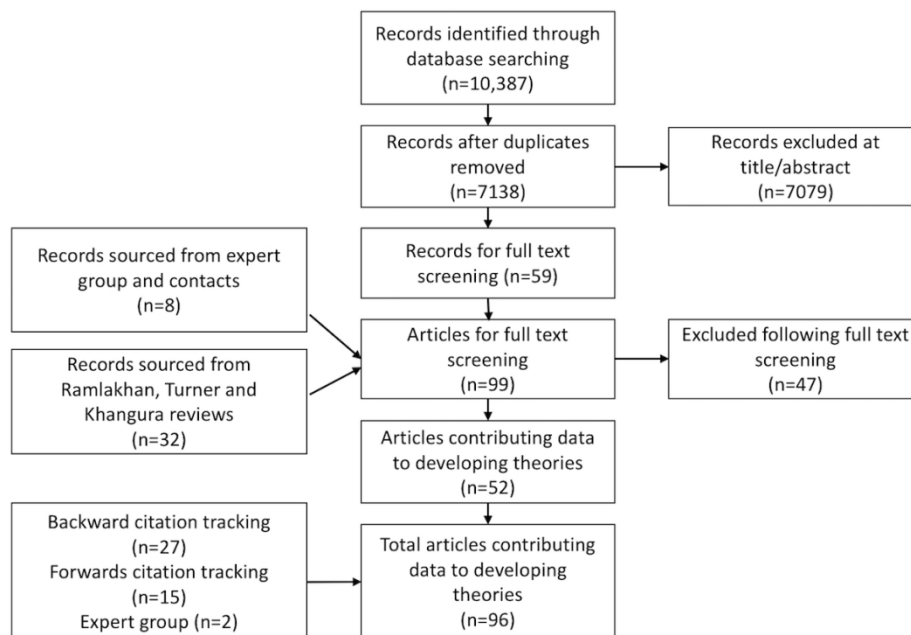 Records identified through
database searching
(n=10,387)
Records after duplicates
removed
(n=7138)
Records excluded at
title/abstract
(n=7079)
Records for full text
screening (n=59)
Records sourced from expert
group and contacts
(n=8)
Records sourced from
Ramlakhan, Turner and
Khangura reviews
(n=32)
Articles for full text
screening
(n=99)
Excluded following full text
screening
(n=47)
Articles contributing data
to developing theories
(n=52)
Backward citation tracking
(n=27)
Forwards citation tracking
(n=15)
Expert group (n=2)
Total articles contributing
data to developing
theories
(n=96)